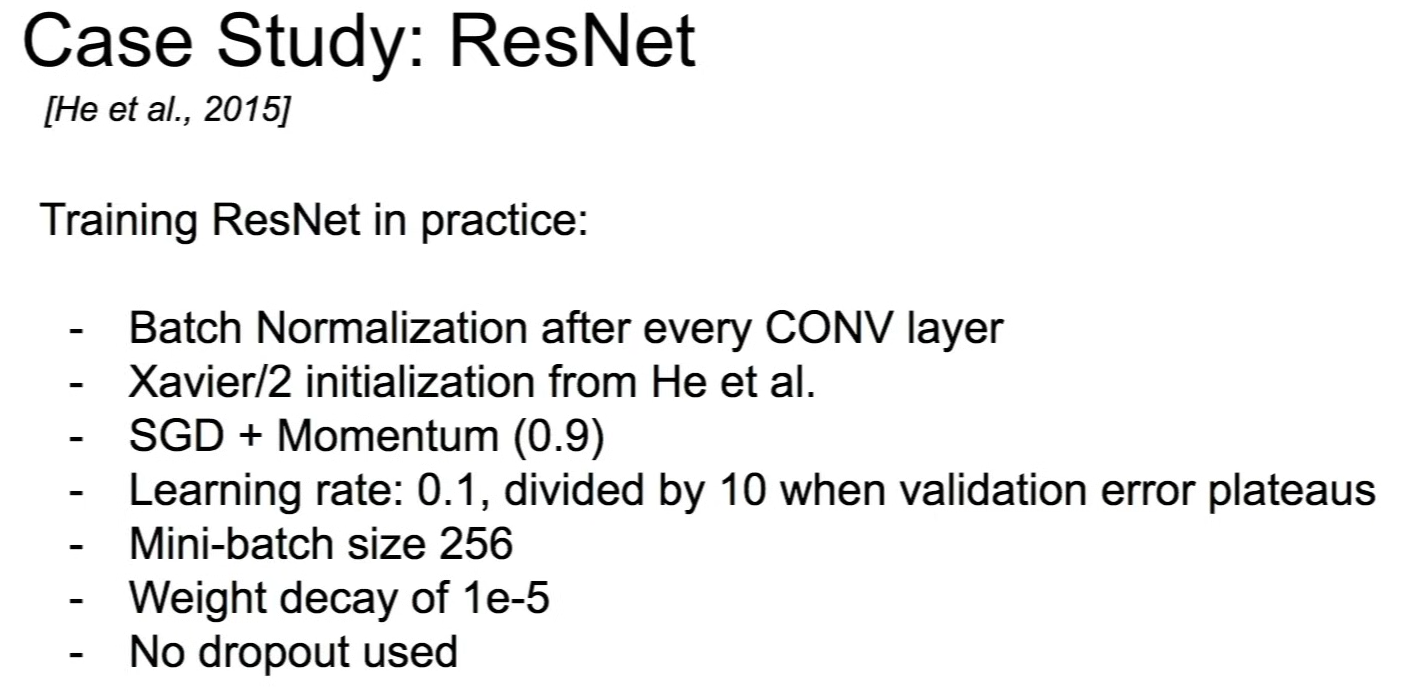 Case Study: ResNet
[He et al., 2015]
Training ResNet in practice:
- Batch Normalization after every CONV layer
- Xavier/2 initialization from He et al.
- SGD + Momentum (0.9)
- Learning rate: 0.1, divided by 10 when validation error plateaus
- Mini-batch size 256
- Weight decay of 1e-5
- No dropout used